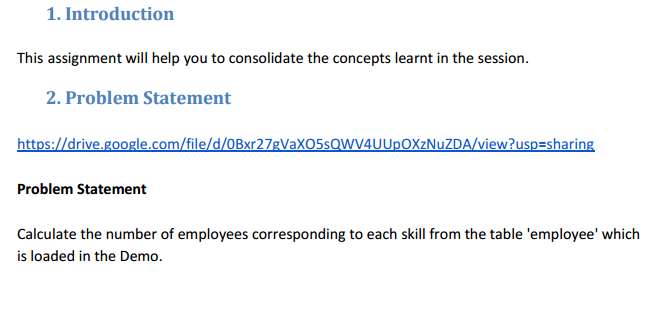 1. Introduction
This assignment will help you to consolidate the concepts learnt in the session.
2. Problem Statement
https://drive.google.com/file/d/0Bxr27gVaXO5sQWV4UUpOXzNuZDA/view?usp=sharing
Problem Statement
Calculate the number of employees corresponding to each skill from the table 'employee' which
is loaded in the Demo.